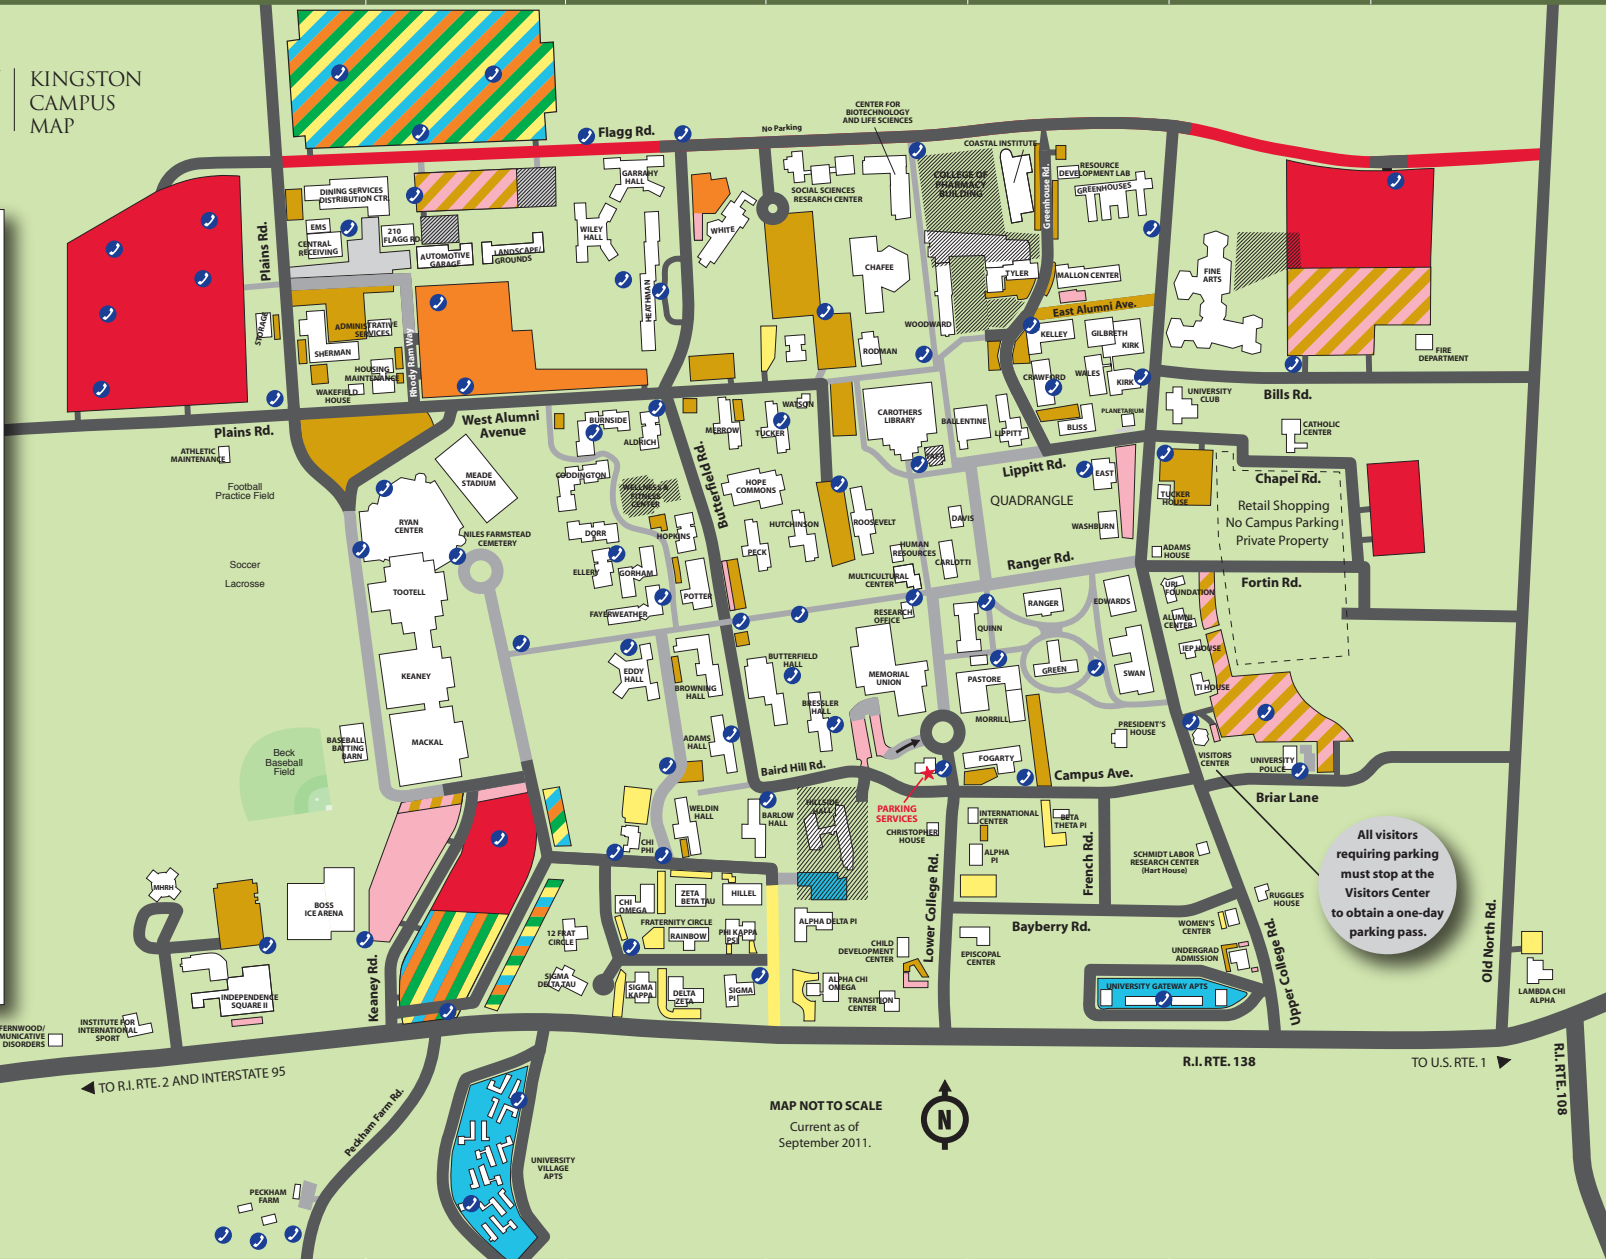 KINGSTON
CAMPUS
MAP
Flagg Rd.
No Parking
CENTER FOR
BIOTECHNOLOGY
AND LIFE SCIENCES
COASTAL INSTITUTE
COLLEGE OF
PHARMACY
BUILDING
Greenhouse Rd.
RESOURCE
DEVELOPMENT LAB
GREENHOUSES
GARRAHY
HALL
SOCIAL SCIENCES
RESEARCH CENTER
DINING SERVICES
DISTRIBUTION CTR.
EMS
CENTRAL
RECEIVING
210
FLAGG RD
AUTOMOTIVE
GARAGE
LANDSCAPE/
GROUNDS
WILEY
HALL
WHITE
HEATHMAN
CHAFEE
TYLER
MALLON CENTER
FINE
ARTS
Plains Rd.
STORAGE
ADMINISTRATIVE
SERVICES
SHERMAN
HOUSING
MAINTENANCE
WAKEFIELD
HOUSE
Rhody Ram Way
WOODWARD
RODMAN
East Alumni Ave.
KELLEY
GILBRETH
KIRK
CRAWFORD
WALES
KIRK
FIRE
DEPARTMENT
Bills Rd.
UNIVERSITY
CLUB
CATHOLIC
CENTER
PLANETARIUM
BLISS
LIPPITT
BALLENTINE
CAROTHERS
LIBRARY
TAFT
WATSON
TUCKER
MERROW
BURNSIDE
ALDRICH
West Alumni
Avenue
Plains Rd.
ATHLETIC
MAINTENANCE
Football
Practice Field
MEADE
STADIUM
CODDINGTON
WELLNESS &
FITNESS
CENTER
Butterfield Rd.
HOPE
COMMONS
Lippitt Rd.
EAST
QUADRANGLE
TUCKER
HOUSE
Chapel Rd.
Retail Shopping
No Campus Parking
Private Property
RYAN
CENTER
NILES FARMSTEAD
CEMETERY
DORR
HOPKINS
HUTCHINSON
ROOSEVELT
DAVIS
WASHBURN
ADAMS
HOUSE
Soccer
Lacrosse
TOOTELL
ELLERY
GORHAM
PECK
HUMAN
RESOURCES
CARLOTTI
Ranger Rd.
Fortin Rd.
MULTICULTURAL
CENTER
POTTER
FAYERWEATHER
RESEARCH
OFFICE
RANGER
EDWARDS
URI
FOUNDATION
ALUMNI
CENTER
QUINN
IEP HOUSE
KEANEY
EDDY
HALL
BROWNING
HALL
BUTTERFIELD
HALL
MEMORIAL
UNION
PASTORE
GREEN
SWAN
TI HOUSE
BRESSLER
HALL
MORRILL
PRESIDENT'S
HOUSE
MACKAL
BASEBALL
BATTING
BARN
Beck
Baseball
Field
ADAMS
HALL
Baird Hill Rd.
FOGARTY
Campus Ave.
VISITORS
CENTER
UNIVERSITY
POLICE
Briar Lane
PARKING
SERVICES
WELDIN
HALL
BARLOW
HALL
HILLSIDE
HALL
CHRISTOPHER
HOUSE
INTERNATIONAL
CENTER
BETA
THETA PI
CHI
PHI
ALPHA
PI
French Rd.
SCHMIDT LABOR
RESEARCH CENTER
(Hart House)
All visitors
requiring parking
must stop at the
Visitors Center
to obtain a one-day
parking pass.
MHRH
BOSS
ICE ARENA
CHI
OMEGA
ZETA
BETA TAU
HILLEL
Lower College Rd.
RUGGLES
HOUSE
FRATERNITY CIRCLE
RAINBOW
PHI KAPPA
PSI
ALPHA DELTA PI
12 FRAT
CIRCLE
Bayberry Rd.
WOMEN'S
CENTER
CHILD
DEVELOPMENT
CENTER
EPISCOPAL
CENTER
UNDERGRAD
ADMISSION
Upper College Rd.
Old North Rd.
Keaney Rd.
SIGMA
DELTA TAU
SIGMA
KAPPA
DELTA
ZETA
SIGMA
PI
ALPHA CHI
OMEGA
TRANSITION
CENTER
UNIVERSITY GATEWAY APTS
LAMBDA CHI
ALPHA
INDEPENDENCE
SQUARE II
INSTITUTE FOR
INTERNATIONAL
SPORT
FERNWOOD/
MUNICATIVE
DISORDERS
TO R.I. RTE. 2 AND INTERSTATE 95
R.I. RTE. 138
TO U.S. RTE. 1
R.I. RTE. 108
MAP NOT TO SCALE
Current as of
September 2011.
N
Peckham Farm Rd.
UNIVERSITY
VILLAGE
APTS
PECKHAM
FARM